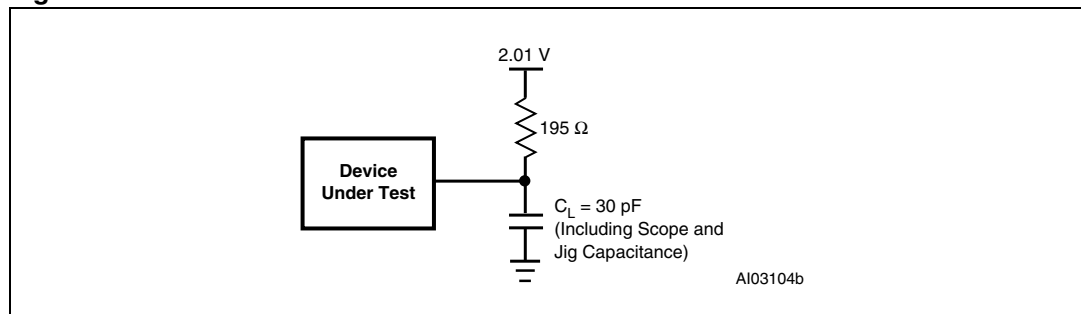 2.01 V
195 Ω
Device
Under Test
C_L = 30 pF
(Including Scope and
Jig Capacitance)
AI03104b